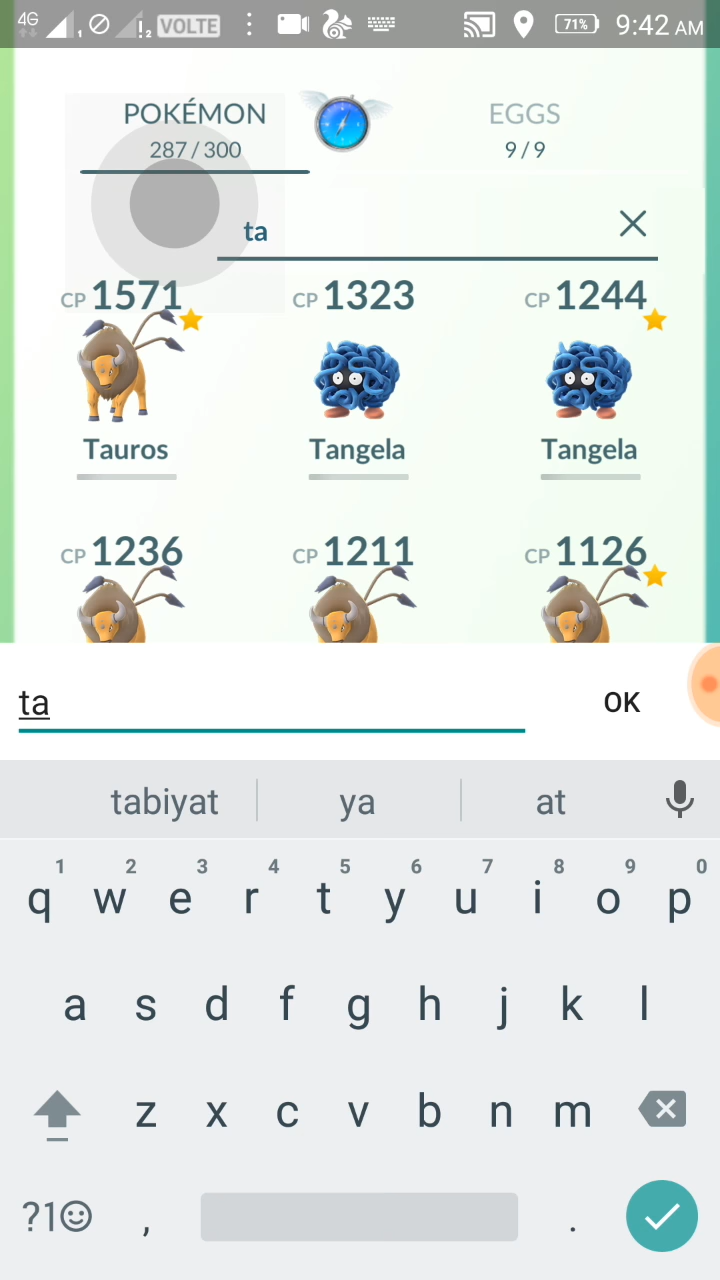 4G 1 2 VOLTE 71% 9:42 AM
POKÉMON EGGS
287 / 300 9 / 9
ta
CP 1571 CP 1323 CP 1244
Tauros Tangela Tangela
CP 1236 CP 1211 CP 1126
ta OK
tabiyat ya at
1 2 3 4 5 6 7 8 9 0
q w e r t y u i o p
a s d f g h j k l
z x c v b n m
?1 , .